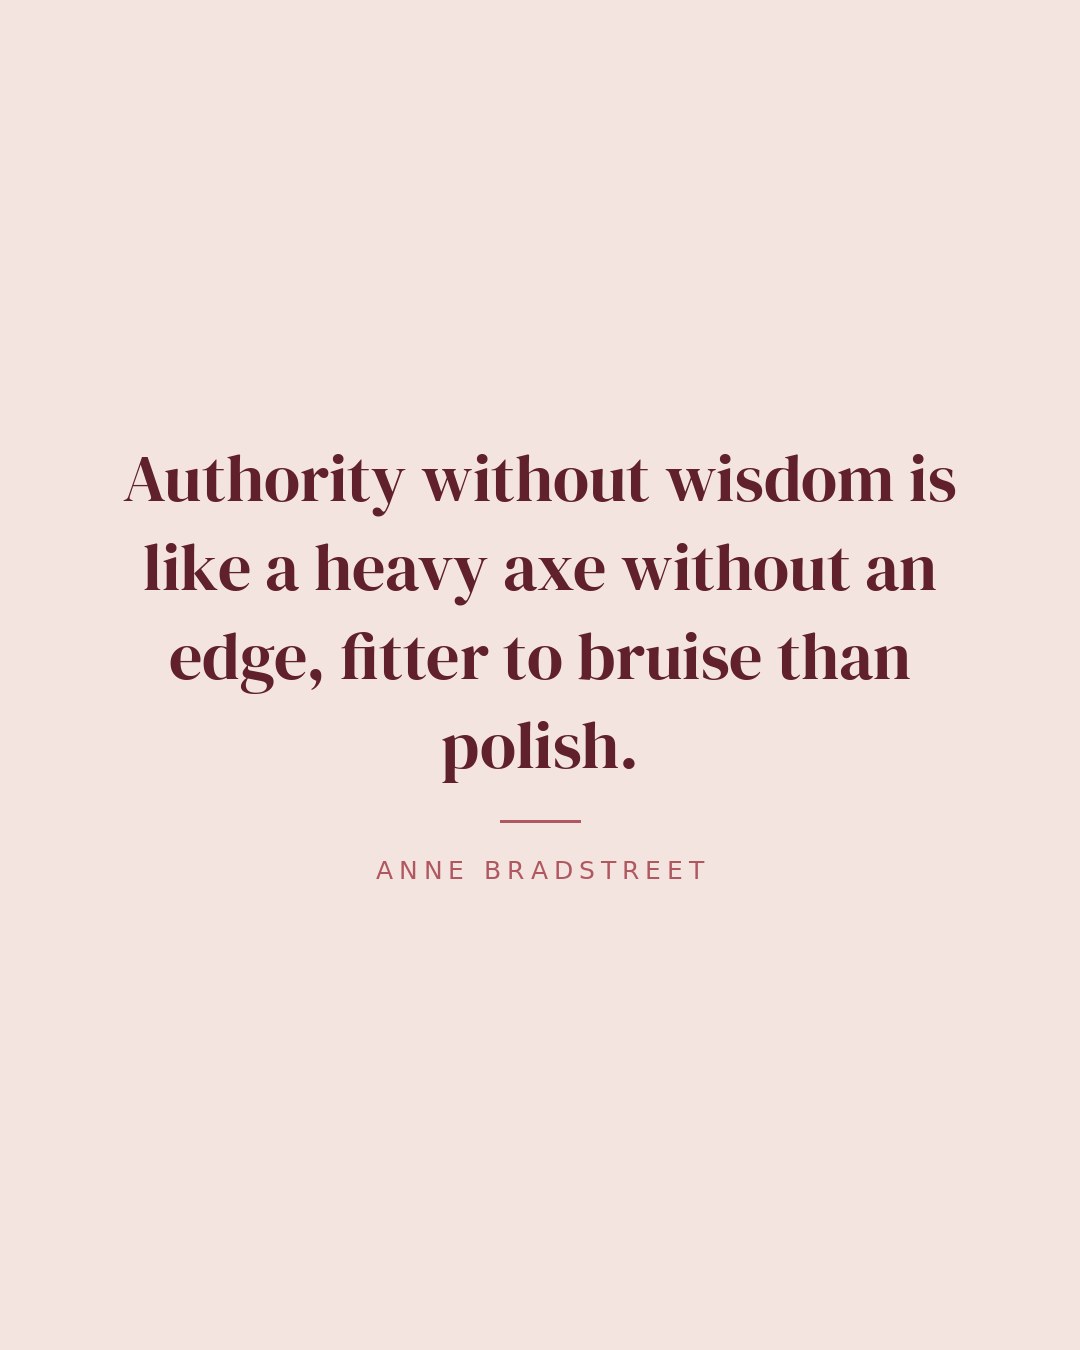 Authority without wisdom is
like a heavy axe without an
edge, fitter to bruise than
polish.
ANNE BRADSTREET